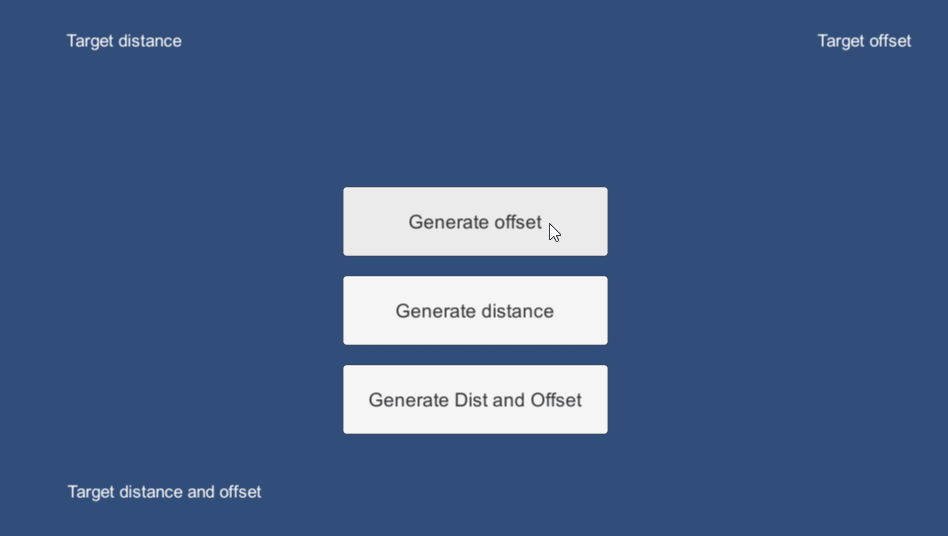 Target distance
Target offset
Generate offset
Generate distance
Generate Dist and Offset
Target distance and offset